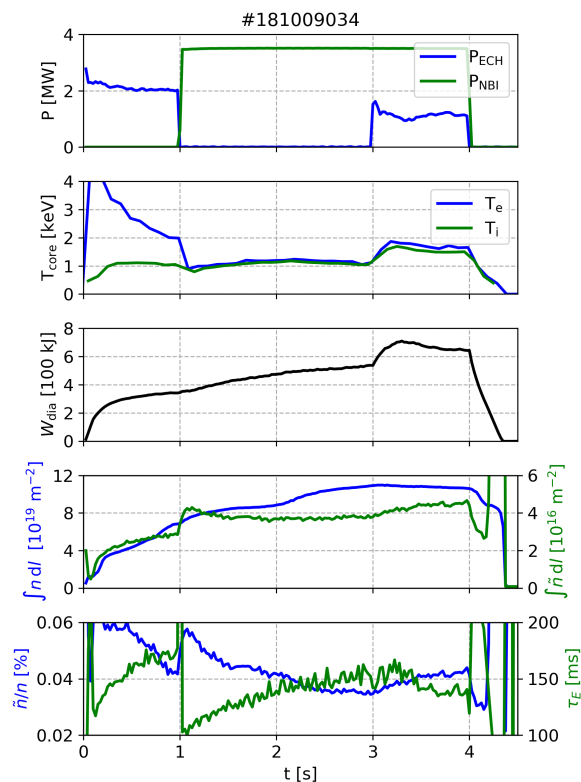 #181009034
P [MW]
4
2
0
P_ECH
P_NBI
T_core [keV]
4
3
2
1
0
T_e
T_i
W_dia [100 kJ]
8
6
4
2
0
∫n dl [10^19 m^-2]
12
8
4
0
6
4
2
0
∫ñ dl [10^16 m^-2]
ñ/n [%]
0.06
0.04
0.02
200
150
100
τ_E [ms]
0 1 2 3 4
t [s]